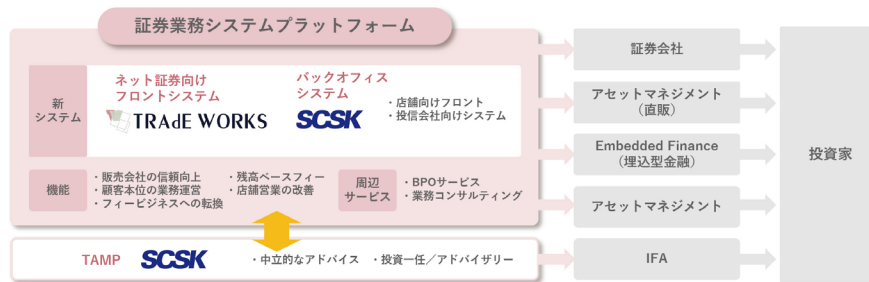 証券業務システムプラットフォーム
新
システム
ネット証券向け
フロントシステム
TRAdE WORKS
バックオフィス
システム
SCSK
・店舗向けフロント
・投信会社向けシステム
機能
・販売会社の信頼向上
・顧客本位の業務運営
・フィービジネスへの転換
・残高ベースフィー
・店舗営業の改善
周辺
サービス
・BPOサービス
・業務コンサルティング
TAMP
SCSK
・中立的なアドバイス
・投資一任／アドバイザリー
証券会社
アセットマネジメント
（直販）
Embedded Finance
（埋込型金融）
アセットマネジメント
IFA
投資家